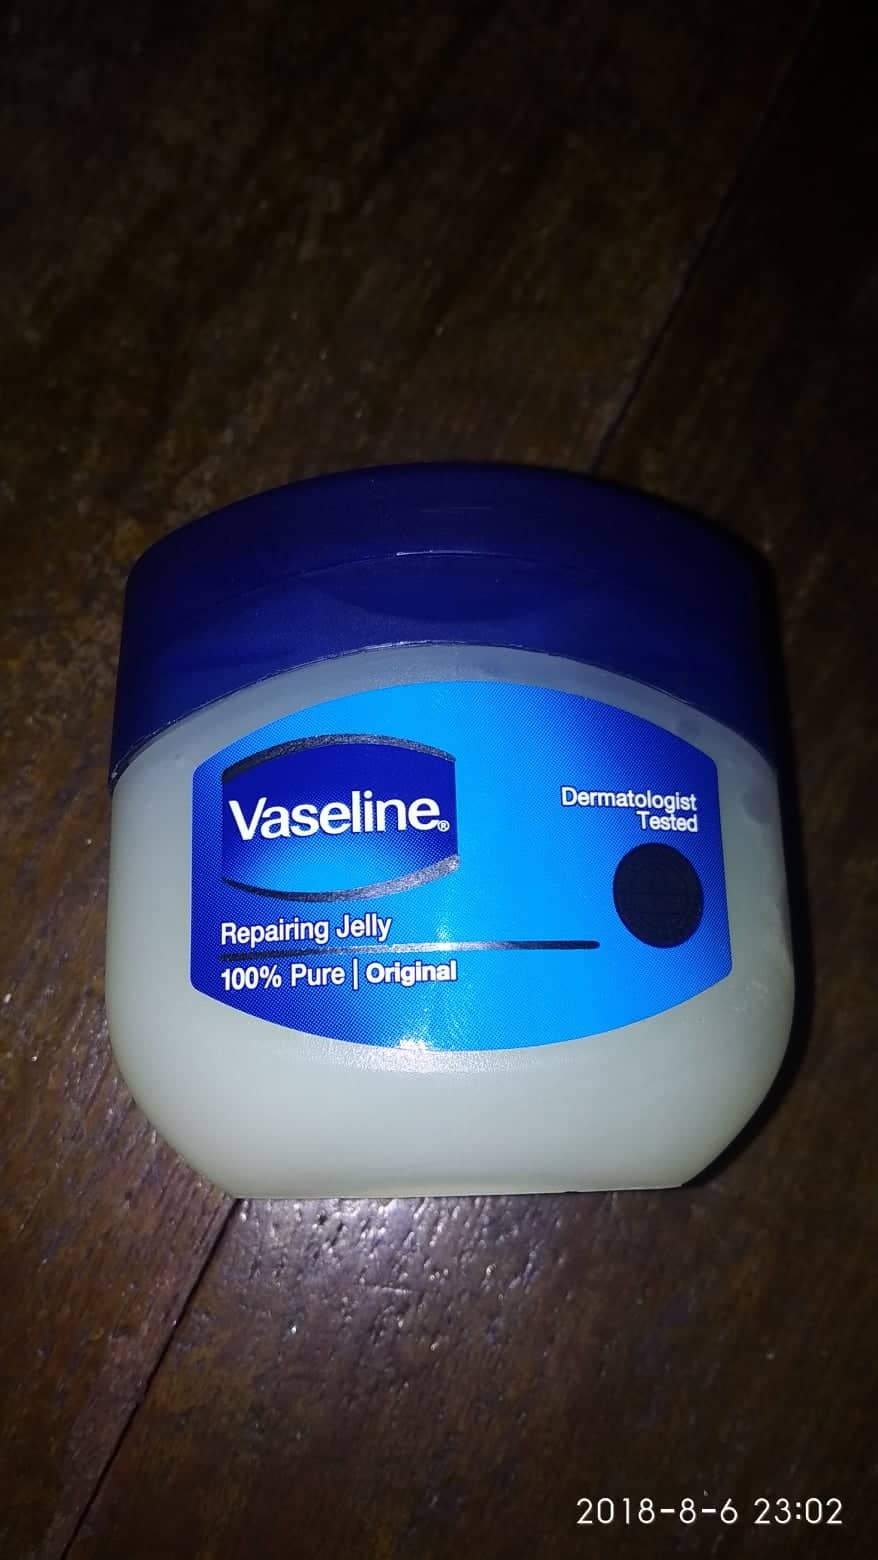 Vaseline®
Dermatologist
Tested
Repairing Jelly
100% Pure | Original
2018-8-6 23:02